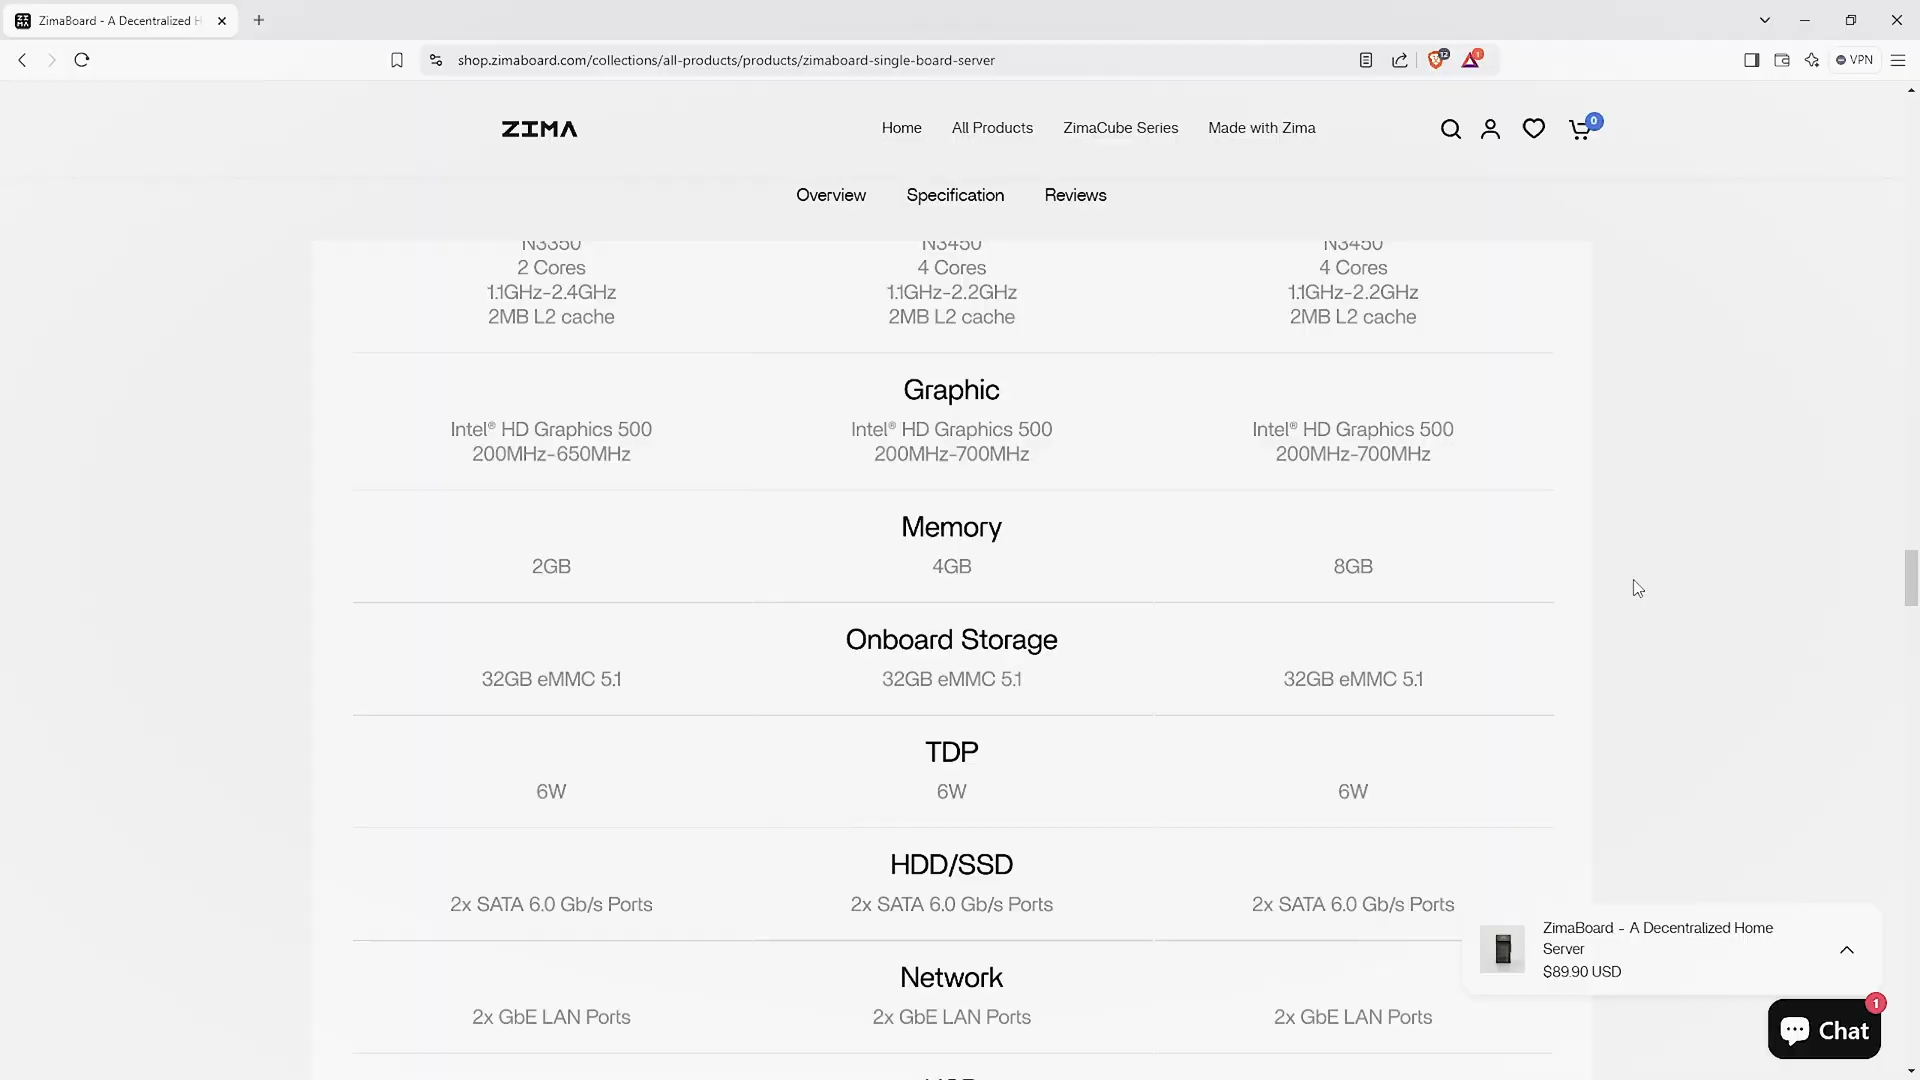 ZimaBoard - A Decentralized H
shop.zimaboard.com/collections/all-products/products/zimaboard-single-board-server
12
1
VPN
ZIMA
Home
All Products
ZimaCube Series
Made with Zima
0
Overview
Specification
Reviews
N3350
N3450
N3450
2 Cores
4 Cores
4 Cores
1.1GHz-2.4GHz
1.1GHz-2.2GHz
1.1GHz-2.2GHz
2MB L2 cache
2MB L2 cache
2MB L2 cache
Graphic
Intel® HD Graphics 500
Intel® HD Graphics 500
Intel® HD Graphics 500
200MHz-650MHz
200MHz-700MHz
200MHz-700MHz
Memory
2GB
4GB
8GB
Onboard Storage
32GB eMMC 5.1
32GB eMMC 5.1
32GB eMMC 5.1
TDP
6W
6W
6W
HDD/SSD
2x SATA 6.0 Gb/s Ports
2x SATA 6.0 Gb/s Ports
2x SATA 6.0 Gb/s Ports
ZimaBoard - A Decentralized Home
Server
$89.90 USD
Network
2x GbE LAN Ports
2x GbE LAN Ports
2x GbE LAN Ports
1
Chat